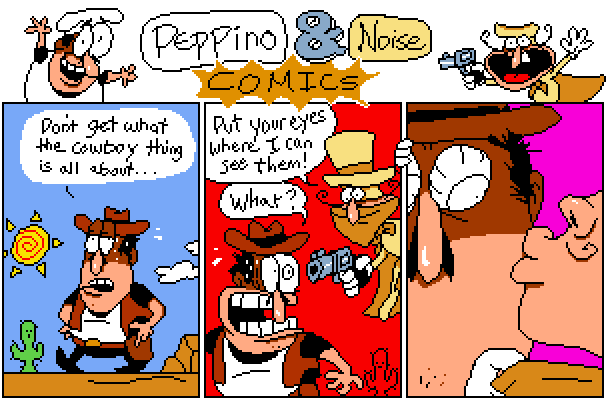 Peppino
&
Noise
COMICS
Don't get what
the cowboy thing
is all about...
Put your eyes
where I can
see them!
What?